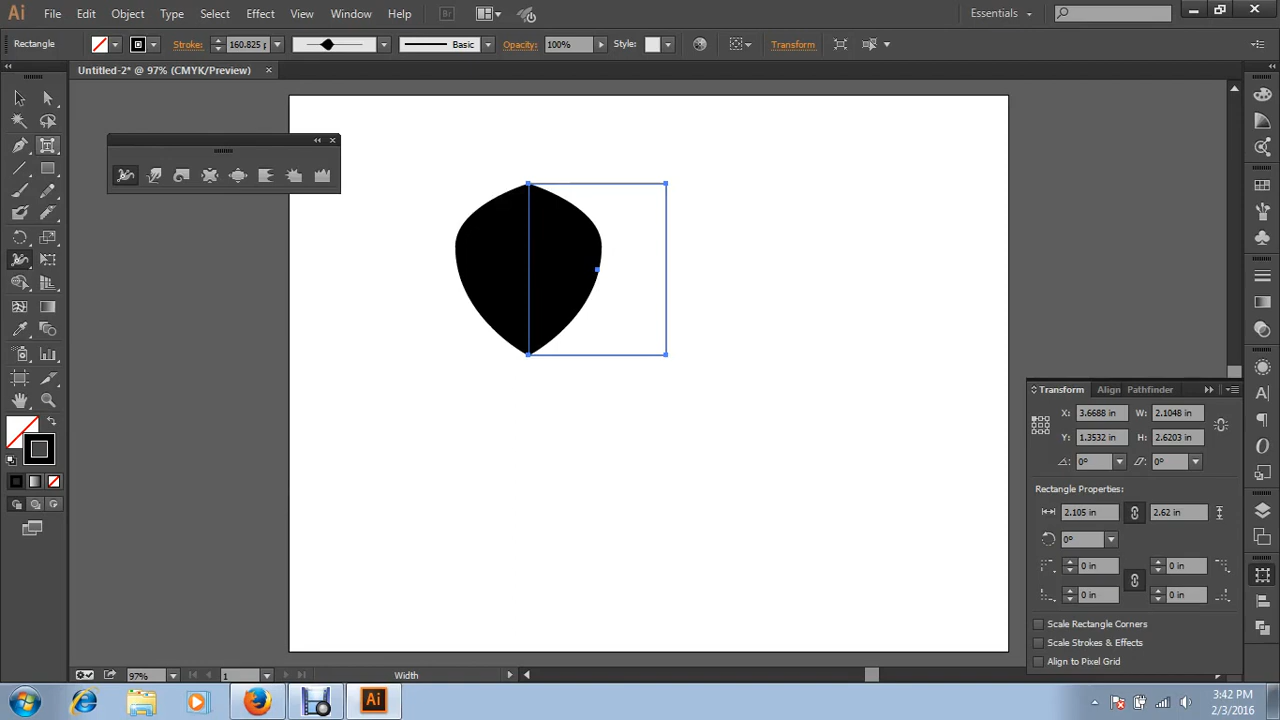 Ai File Edit Object Type Select Effect View Window Help Br Essentials
Rectangle Stroke: 160.825 p Basic Opacity: 100% Style: Transform
Untitled-2* @ 97% (CMYK/Preview)
Transform Align Pathfinder
X: 3.6688 in W: 2.1048 in
Y: 1.3532 in H: 2.6203 in
0° 0°
Rectangle Properties:
2.105 in 2.62 in
0°
0 in 0 in
0 in 0 in
Scale Rectangle Corners
Scale Strokes & Effects
Align to Pixel Grid
97% 1 Width
Ai 3:42 PM
2/3/2016